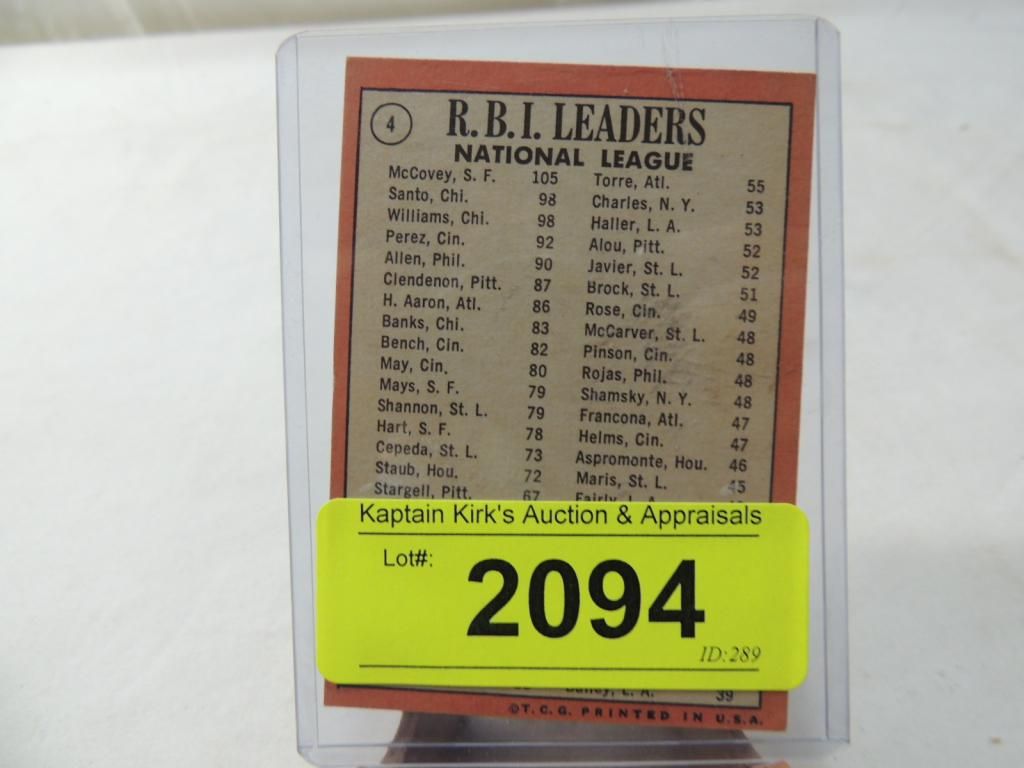 4
R.B.I. LEADERS
NATIONAL LEAGUE
McCovey, S. F. 105
Santo, Chi. 98
Williams, Chi. 98
Perez, Cin. 92
Allen, Phil. 90
Clendenon, Pitt. 87
H. Aaron, Atl. 86
Banks, Chi. 83
Bench, Cin. 82
May, Cin. 80
Mays, S. F. 79
Shannon, St. L. 79
Hart, S. F. 78
Cepeda, St. L. 73
Staub, Hou. 72
Stargell, Pitt. 67
Torre, Atl. 55
Charles, N. Y. 53
Haller, L. A. 53
Alou, Pitt. 52
Javier, St. L. 52
Brock, St. L. 51
Rose, Cin. 49
McCarver, St. L. 48
Pinson, Cin. 48
Rojas, Phil. 48
Shamsky, N. Y. 48
Francona, Atl. 47
Helms, Cin. 47
Aspromonte, Hou. 46
Maris, St. L. 45
Fairly, L. A.
Kaptain Kirk's Auction & Appraisals
Lot#: 2094
ID:289
L. A. 39
©T.C.G. PRINTED IN U.S.A.